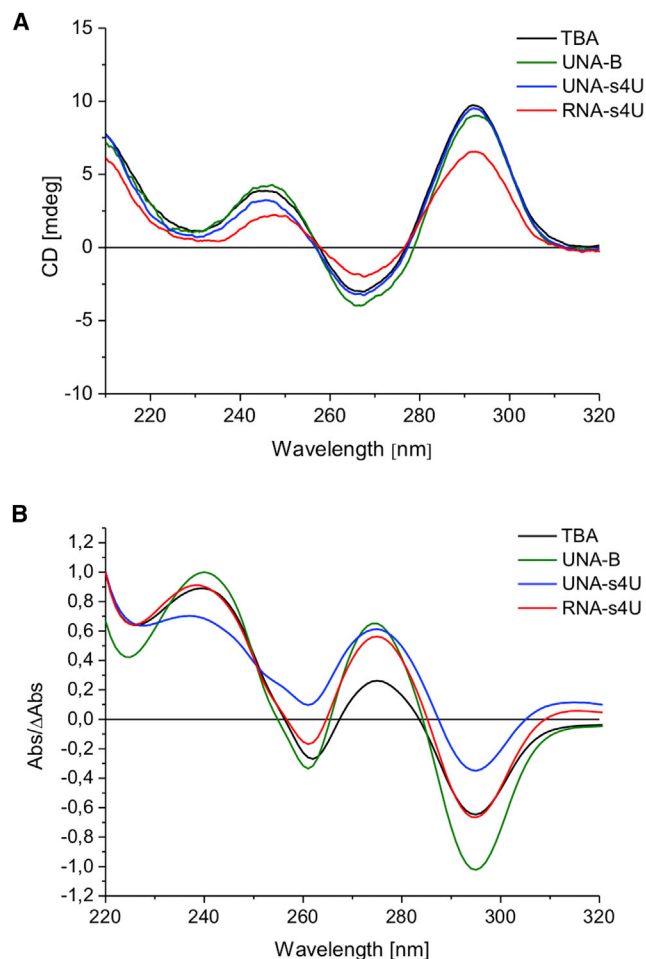 A
TBA
UNA-B
UNA-s4U
RNA-s4U
15
10
5
0
-5
-10
CD [mdeg]
220 240 260 280 300 320
Wavelength [nm]
B
TBA
UNA-B
UNA-s4U
RNA-s4U
1,2
1,0
0,8
0,6
0,4
0,2
0,0
-0,2
-0,4
-0,6
-0,8
-1,0
-1,2
Abs/ΔAbs
220 240 260 280 300 320
Wavelength [nm]